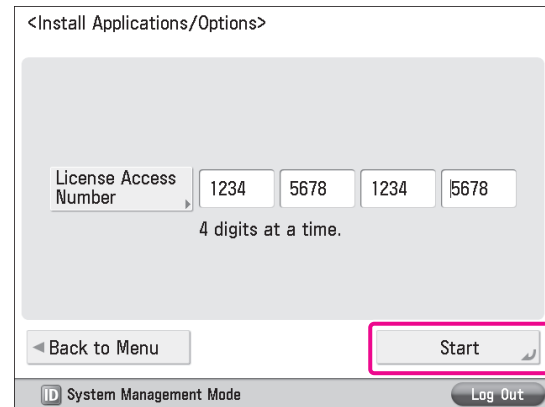 <Install Applications/Options>
License Access
Number
1234 5678 1234 5678
4 digits at a time.
Back to Menu
Start
ID System Management Mode
Log Out